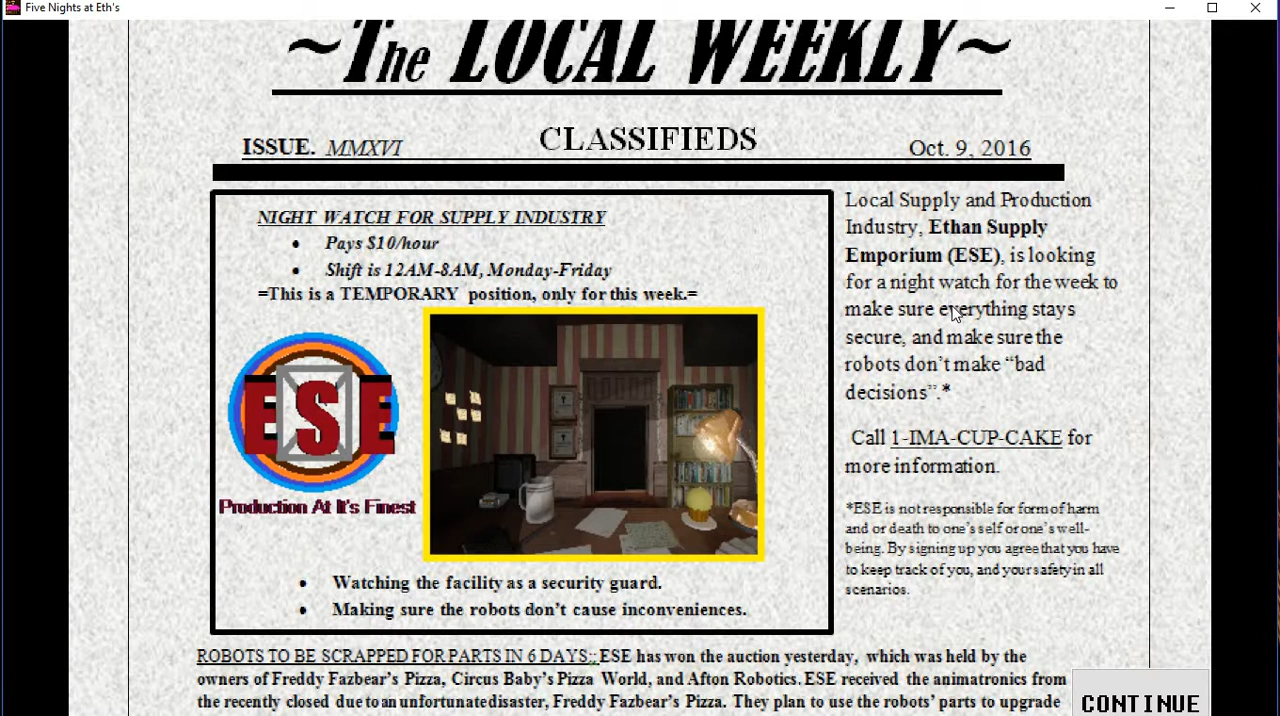 Five Nights at Eth's
~The LOCAL WEEKLY~
ISSUE. MMXVI
CLASSIFIEDS
Oct. 9, 2016
NIGHT WATCH FOR SUPPLY INDUSTRY
• Pays $10/hour
• Shift is 12AM-8AM, Monday-Friday
=This is a TEMPORARY position, only for this week.=
ESE
Production At It's Finest
• Watching the facility as a security guard.
• Making sure the robots don't cause inconveniences.
Local Supply and Production
Industry, Ethan Supply
Emporium (ESE), is looking
for a night watch for the week to
make sure everything stays
secure, and make sure the
robots don't make “bad
decisions”.*
Call 1-IMA-CUP-CAKE for
more information.
*ESE is not responsible for form of harm
and or death to one's self or one's well-
being. By signing up you agree that you have
to keep track of you, and your safety in all
scenarios.
ROBOTS TO BE SCRAPPED FOR PARTS IN 6 DAYS;; ESE has won the auction yesterday, which was held by the
owners of Freddy Fazbear's Pizza, Circus Baby's Pizza World, and Afton Robotics. ESE received the animatronics from
the recently closed due to an unfortunate disaster, Freddy Fazbear's Pizza. They plan to use the robots' parts to upgrade
CONTINUE